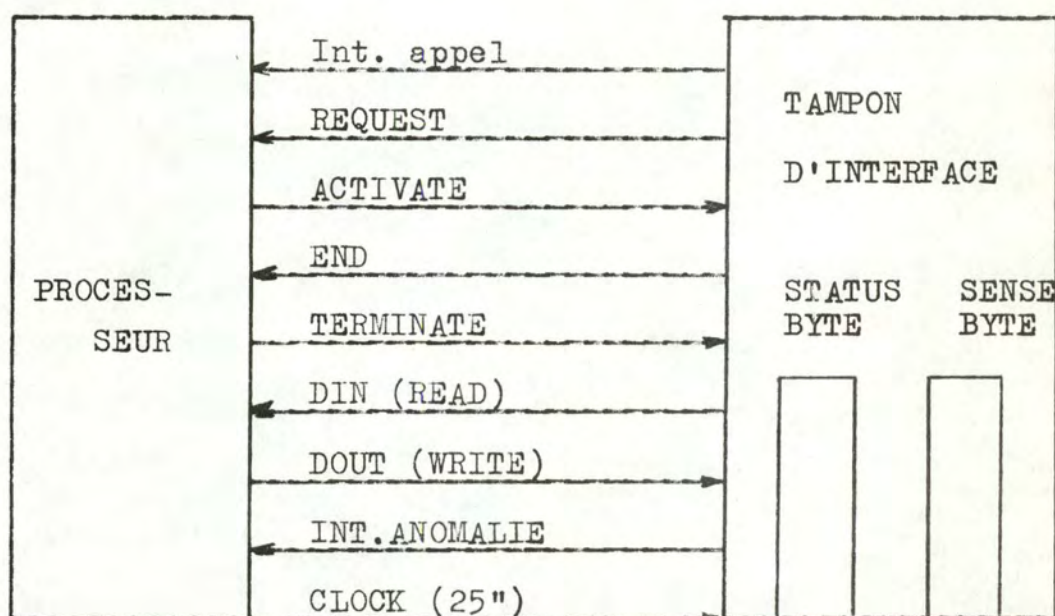 Int. appel
REQUEST
ACTIVATE
END
TERMINATE
DIN (READ)
DOUT (WRITE)
INT.ANOMALIE
CLOCK (25")
PROCES-
SEUR
TAMPON
D'INTERFACE
STATUS SENSE
BYTE BYTE